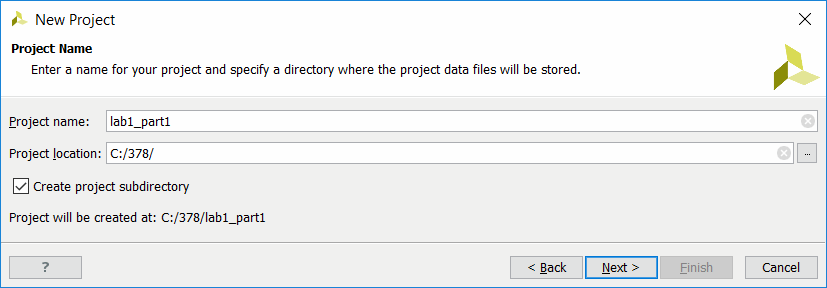 New Project
Project Name
Enter a name for your project and specify a directory where the project data files will be stored.
Project name: lab1_part1
Project location: C:/378/ ...
Create project subdirectory
Project will be created at: C:/378/lab1_part1
? < Back Next > Finish Cancel